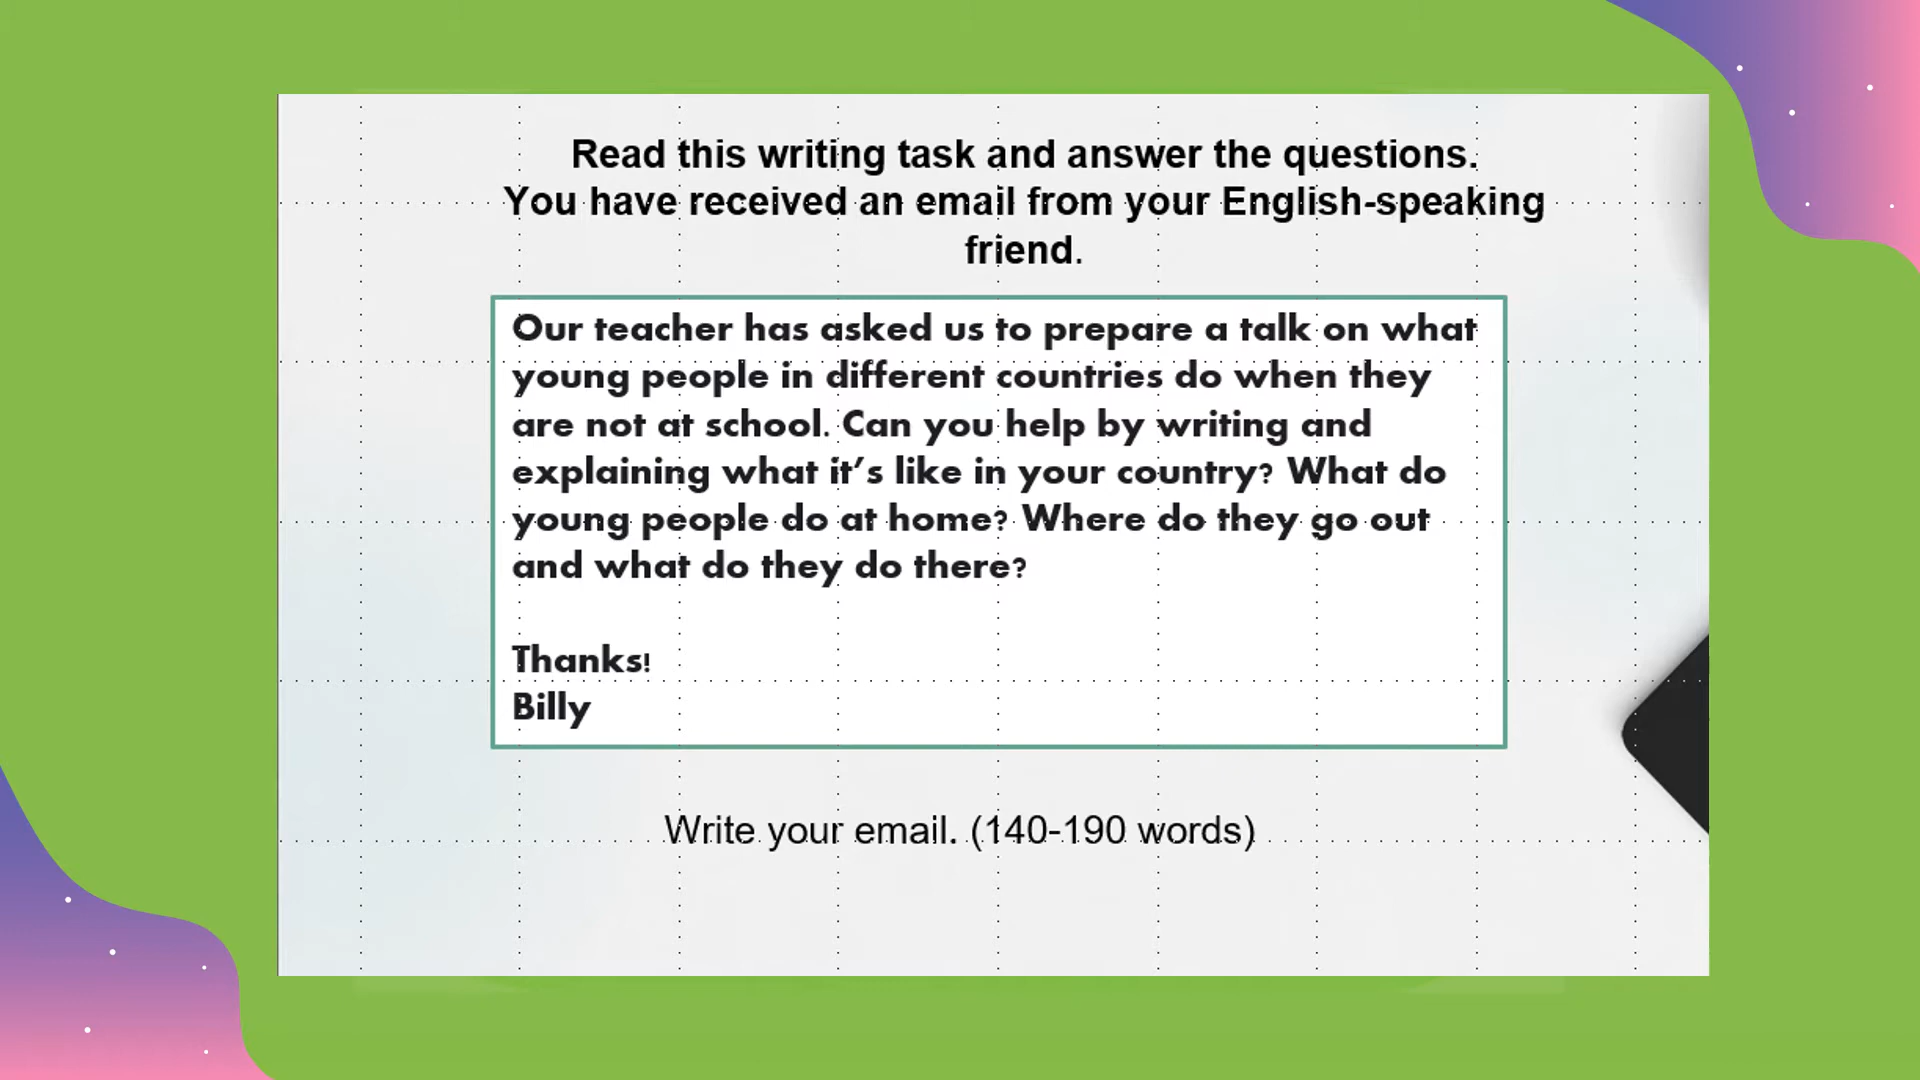 Read this writing task and answer the questions.
You have received an email from your English-speaking
friend.
Our teacher has asked us to prepare a talk on what
young people in different countries do when they
are not at school. Can you help by writing and
explaining what it’s like in your country? What do
young people do at home? Where do they go out
and what do they do there?
Thanks!
Billy
Write your email. (140-190 words)